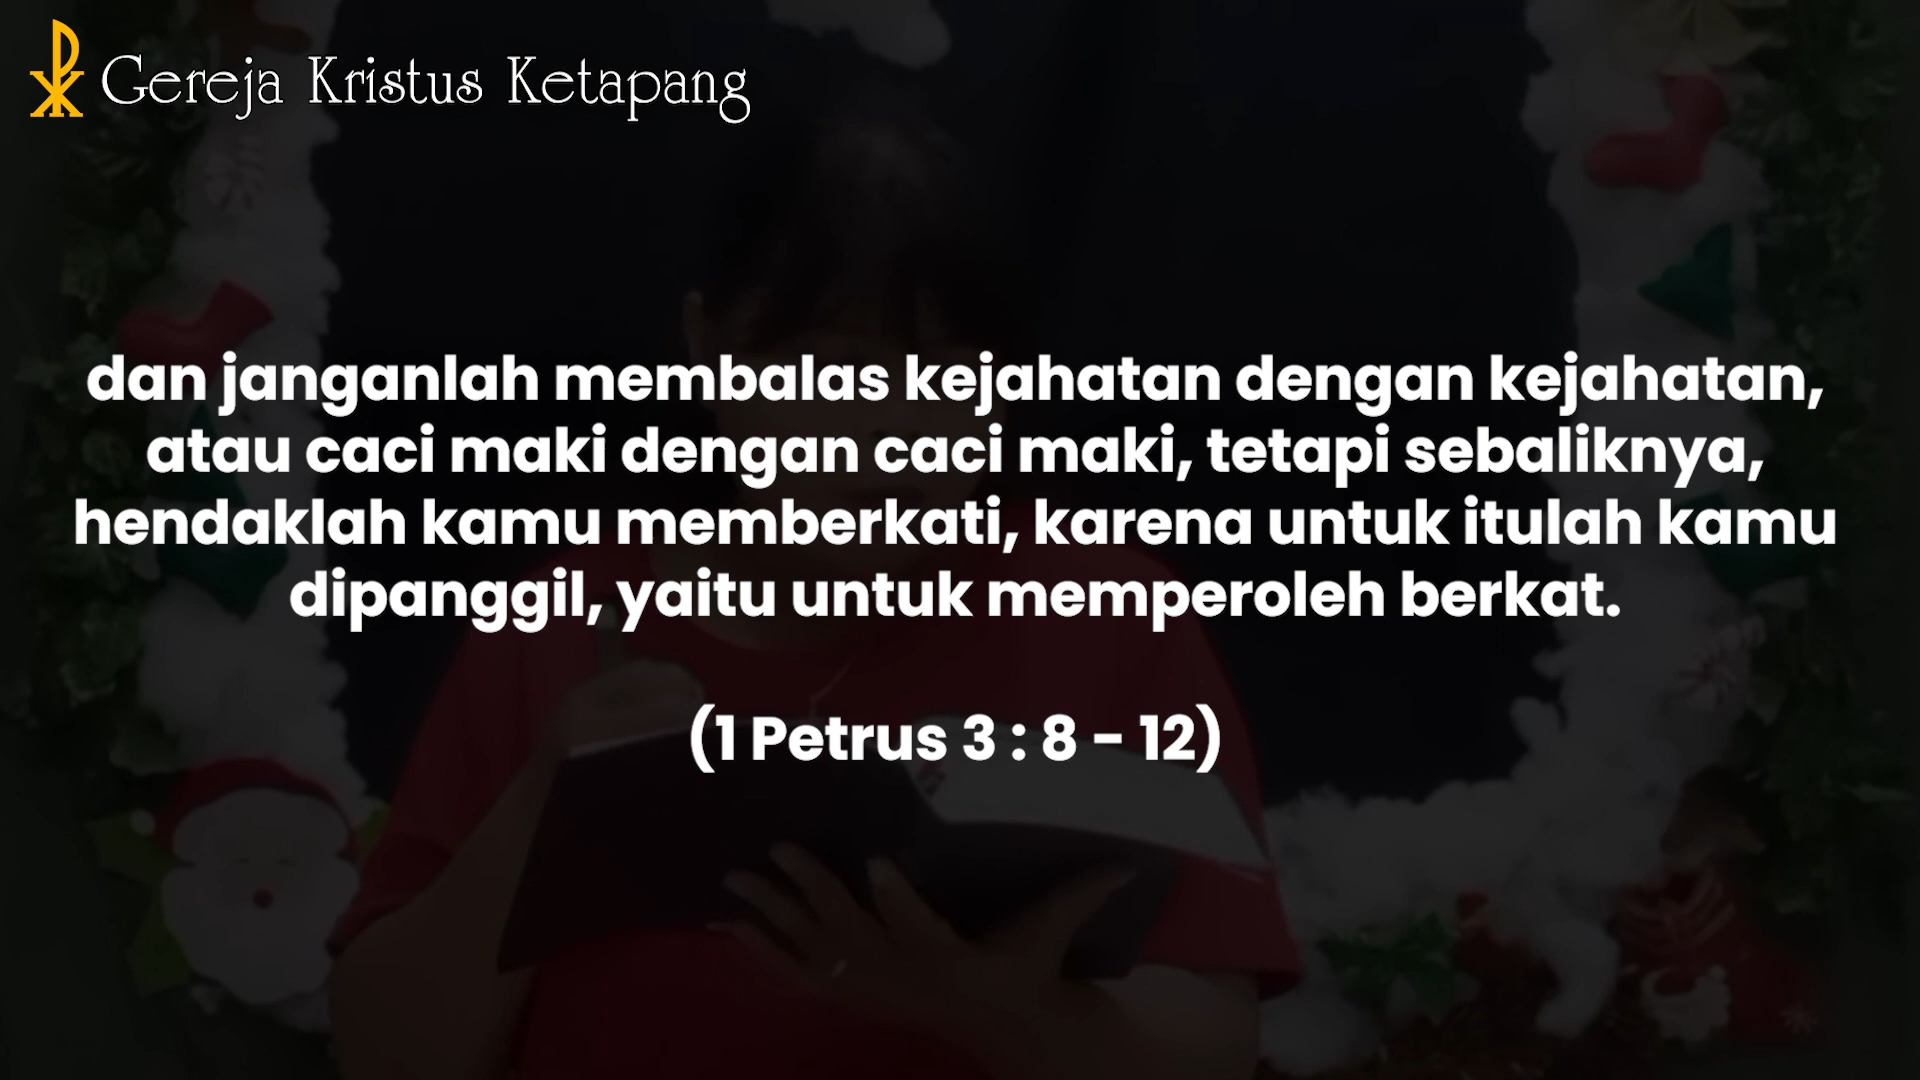 Gereja Kristus Ketapang
dan janganlah membalas kejahatan dengan kejahatan,
atau caci maki dengan caci maki, tetapi sebaliknya,
hendaklah kamu memberkati, karena untuk itulah kamu
dipanggil, yaitu untuk memperoleh berkat.
(1 Petrus 3 : 8 - 12)